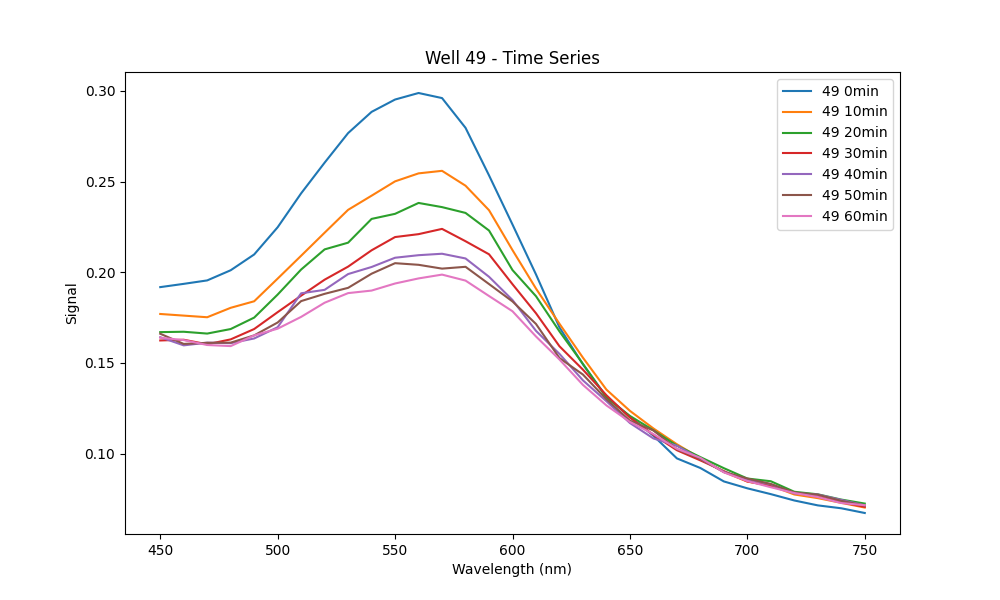 Well 49 - Time Series
Signal
0.30
0.25
0.20
0.15
0.10
49 0min
49 10min
49 20min
49 30min
49 40min
49 50min
49 60min
450 500 550 600 650 700 750
Wavelength (nm)